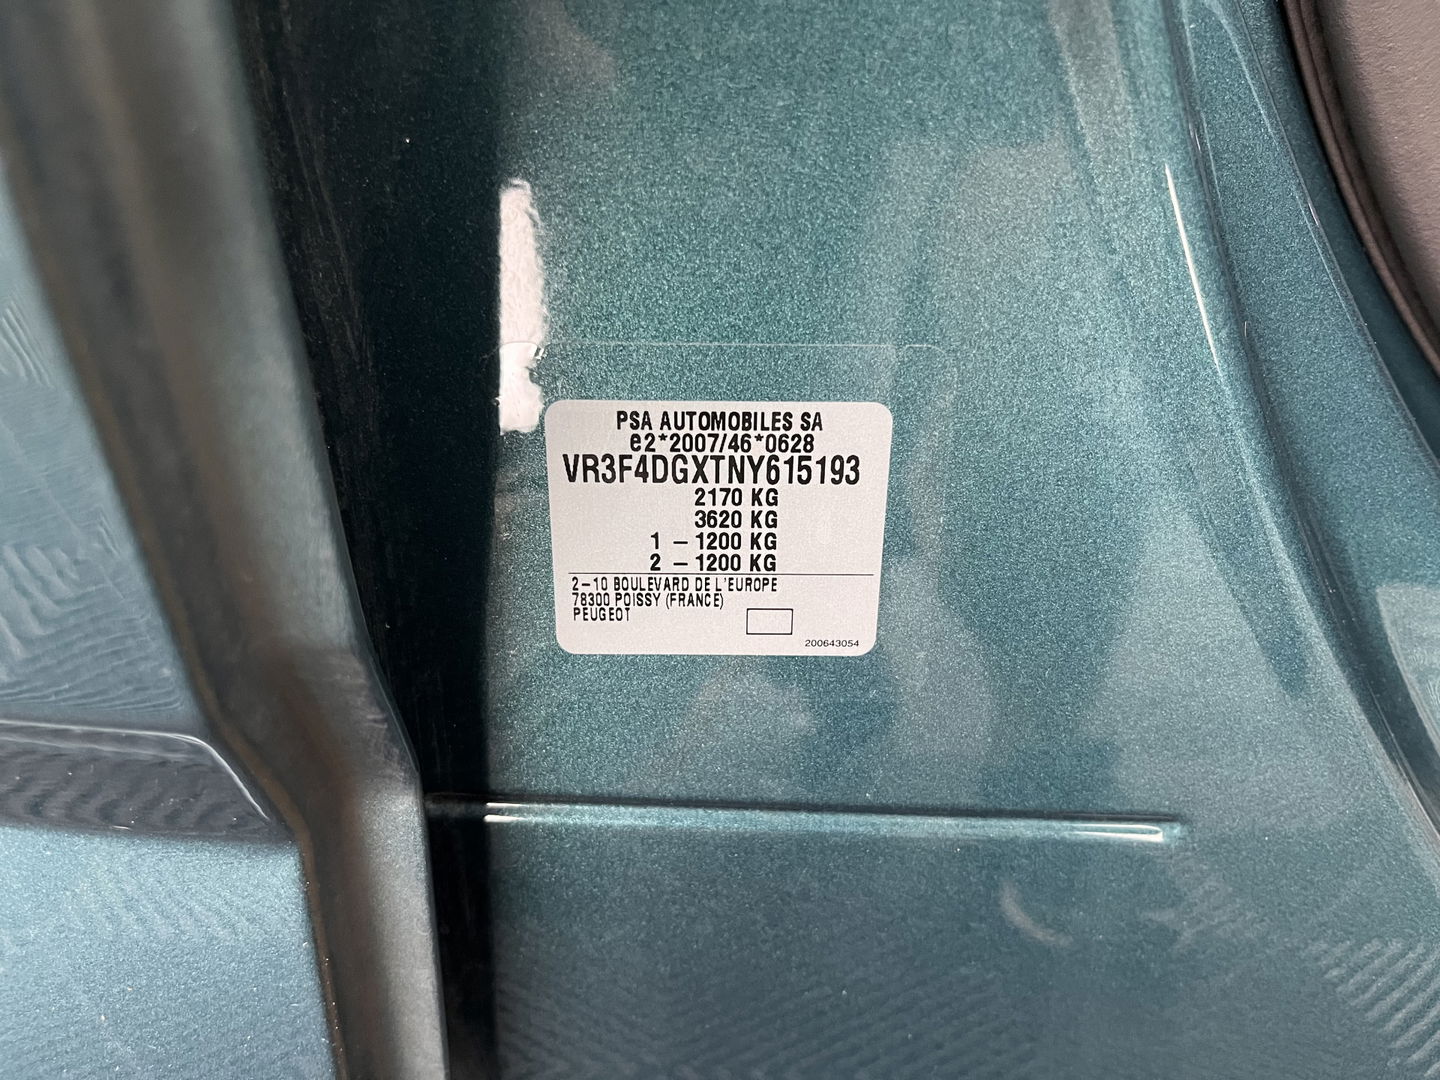 PSA AUTOMOBILES SA
e2*2007/46*0628
VR3F4DGXTNY615193
2170 KG
3620 KG
1 – 1200 KG
2 – 1200 KG
2–10 BOULEVARD DE L'EUROPE
78300 POISSY (FRANCE)
PEUGEOT
200643054